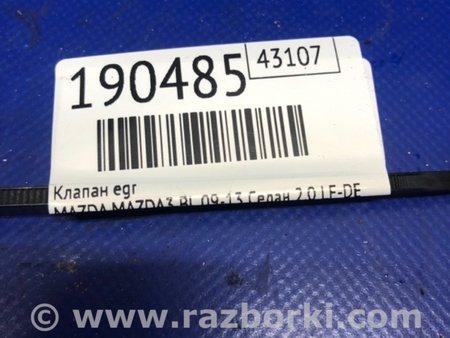 190485
43107
Клапан egr
MAZDA MAZDA3 BL 09-13 Седан 2.0 LF-DE
© www.razborki.com